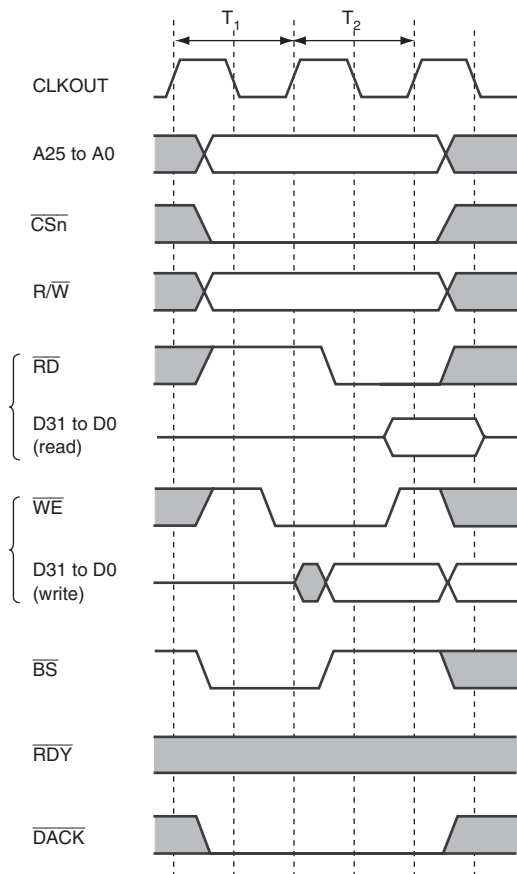 T1 T2
CLKOUT
A25 to A0
CSn
R/W
RD
D31 to D0
(read)
WE
D31 to D0
(write)
BS
RDY
DACK